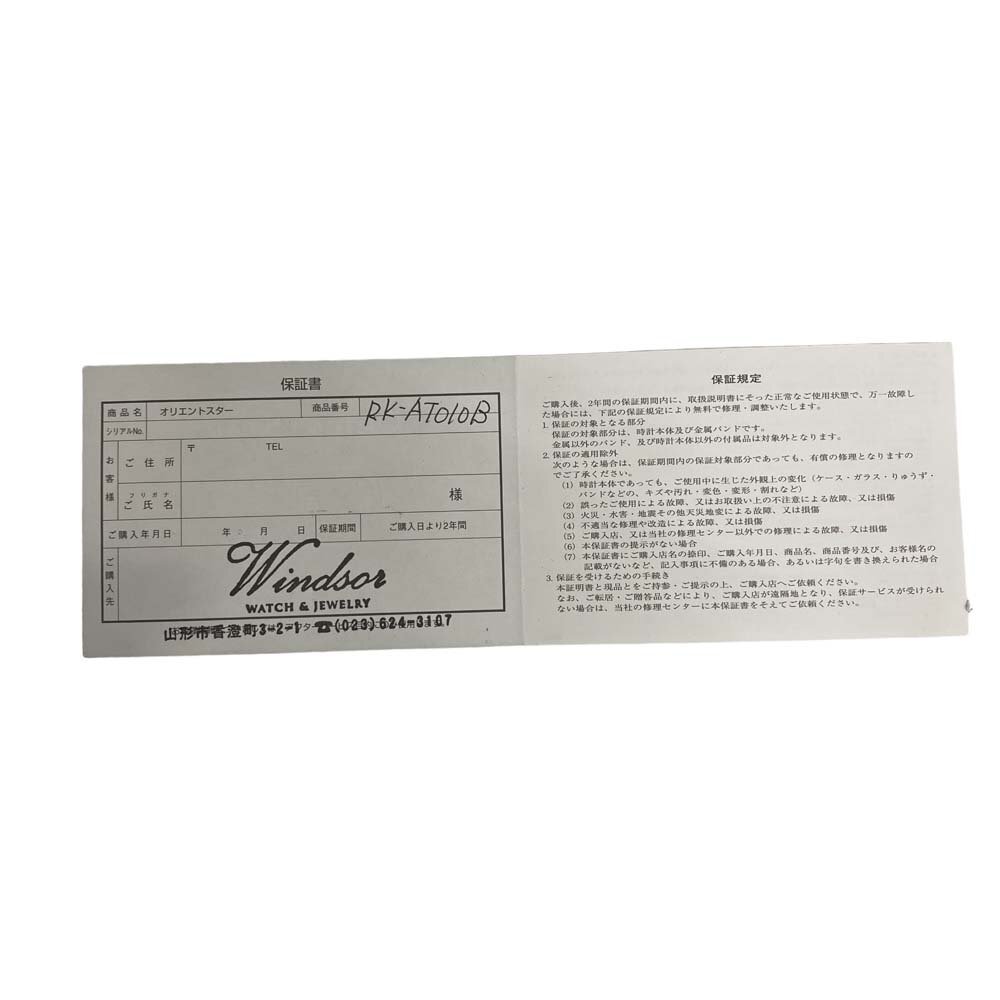 保証書
商品名 オリエントスター 商品番号 RK-AT010B
シリアルNo.
お客様 ご住所 〒 TEL
フリガナ
ご氏名 様
ご購入年月日 年 月 日 保証期間 ご購入日より2年間
ご購入先
Windsor
WATCH & JEWELRY
山形市香澄町3-2-1 ☎(023)624-3107
保証規定
ご購入後、2年間の保証期間内に、取扱説明書にそった正常なご使用状態で、万一故障し
た場合には、下記の保証規定により無料で修理・調整いたします。
1. 保証の対象となる部分
保証の対象部分は、時計本体及び金属バンドです。
金属以外のバンド、及び時計本体以外の付属品は対象外となります。
2. 保証の適用除外
次のような場合は、保証期間内の保証対象部分であっても、有償の修理となりますの
でご了承ください。
(1) 時計本体であっても、ご使用中に生じた外観上の変化(ケース・ガラス・りゅうず・
バンドなどの、キズや汚れ・変色・変形・割れなど)
(2) 誤ったご使用による故障、又はお取扱い上の不注意による故障、又は損傷
(3) 火災・水害・地震その他天災地変による故障、又は損傷
(4) 不適当な修理や改造による故障、又は損傷
(5) ご購入店、又は当社の修理センター以外での修理による故障、又は損傷
(6) 本保証書の提示がない場合
(7) 本保証書にご購入店名の捺印、ご購入年月日、商品名、商品番号及び、お客様名の
記載がないなど、記入事項に不備のある場合、あるいは字句を書き換えられた場合
3. 保証を受けるための手続き
本証明書と現品とをご持参・ご提示の上、ご購入店へご依頼ください。
なお、ご転居・ご贈答品などにより、ご購入店が遠隔地となり、保証サービスが受けられ
ない場合は、当社の修理センターに本保証書をそえてご依頼ください。